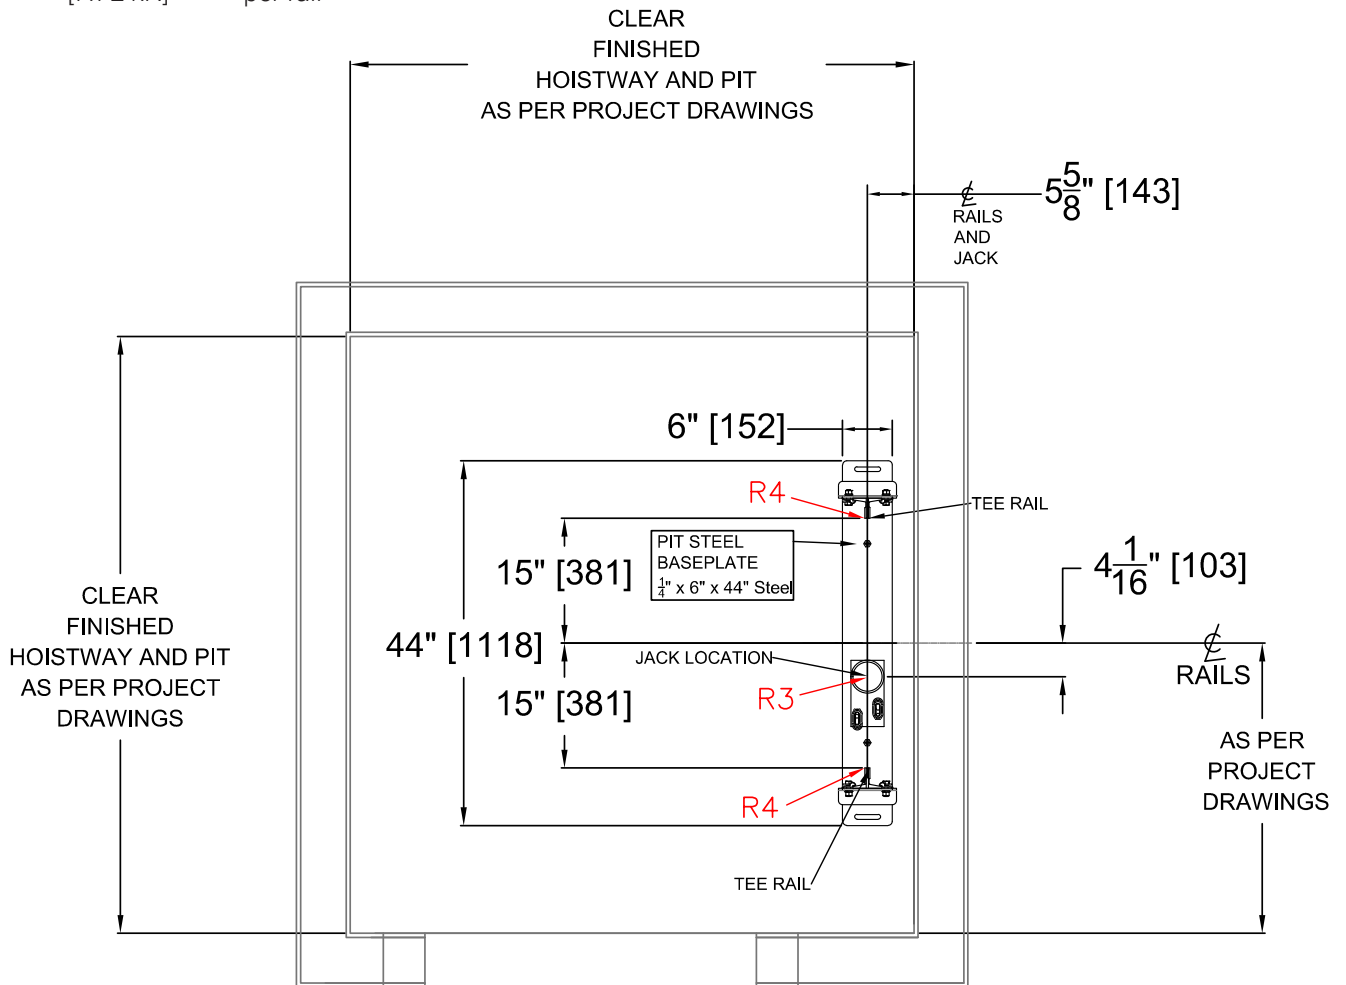 CLEAR
FINISHED
HOISTWAY AND PIT
AS PER PROJECT DRAWINGS
5 5/8" [143]
℄
RAILS
AND
JACK
6" [152]
R4
TEE RAIL
PIT STEEL
BASEPLATE
1/4" x 6" x 44" Steel
15" [381]
4 1/16" [103]
CLEAR
FINISHED
HOISTWAY AND PIT
AS PER PROJECT
DRAWINGS
44" [1118]
JACK LOCATION
℄
RAILS
R3
15" [381]
AS PER
PROJECT
DRAWINGS
R4
TEE RAIL